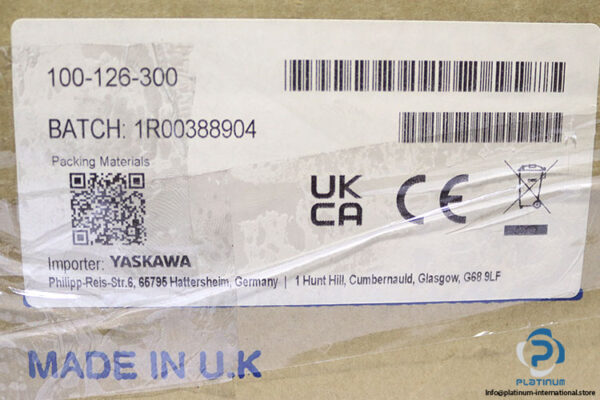 100-126-300
BATCH: 1R00388904
Packing Materials
UK
CA
CE
Importer: YASKAWA
Philipp-Reis-Str.6, 65795 Hattersheim, Germany | 1 Hunt Hill, Cumbernauld, Glasgow, G68 9LF
MADE IN U.K
PLATINUM
Info@platinum-international.store